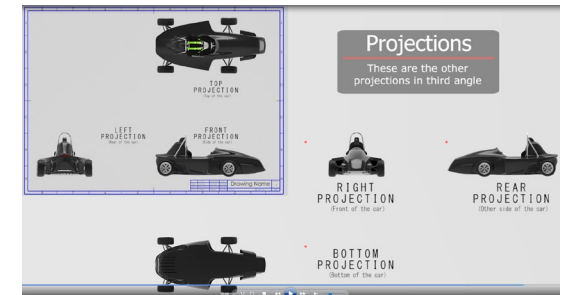 Projections
These are the other
projections in third angle
TOP
PROJECTION
(Top of the car)
LEFT
PROJECTION
(Rear of the car)
FRONT
PROJECTION
(Side of the car)
Drawing Name
RIGHT
PROJECTION
(Front of the car)
REAR
PROJECTION
(Other side of the car)
BOTTOM
PROJECTION
(Bottom of the car)